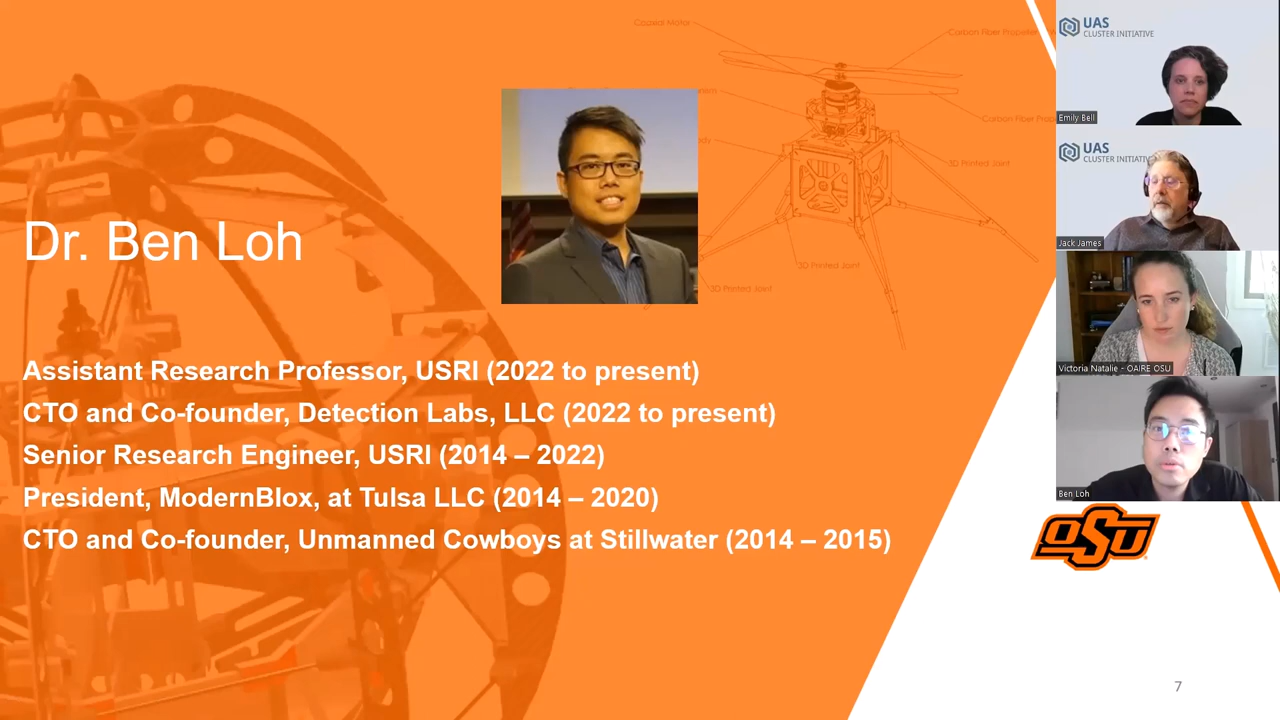 Coaxial Motor
Carbon Fiber Propeller
Carbon Fiber
3D Printed Joint
3D Printed Joint
3D Printed Joint
Dr. Ben Loh
Assistant Research Professor, USRI (2022 to present)
CTO and Co-founder, Detection Labs, LLC (2022 to present)
Senior Research Engineer, USRI (2014 – 2022)
President, ModernBlox, at Tulsa LLC (2014 – 2020)
CTO and Co-founder, Unmanned Cowboys at Stillwater (2014 – 2015)
UAS
CLUSTER INITIATIVE
Emily Bell
UAS
CLUSTER INITIATIV
Jack James
Victoria Natalie - OAIRE OSU
Ben Loh
OSU
7